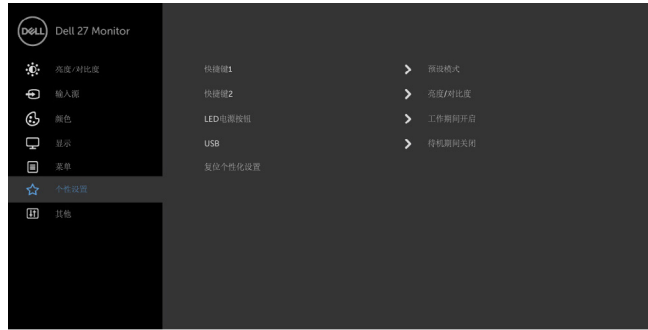 DELL Dell 27 Monitor
亮度/对比度
输入源
颜色
显示
菜单
个性设置
其他
快捷键1 预设模式
快捷键2 亮度/对比度
LED电源按钮 工作期间开启
USB 待机期间关闭
复位个性化设置